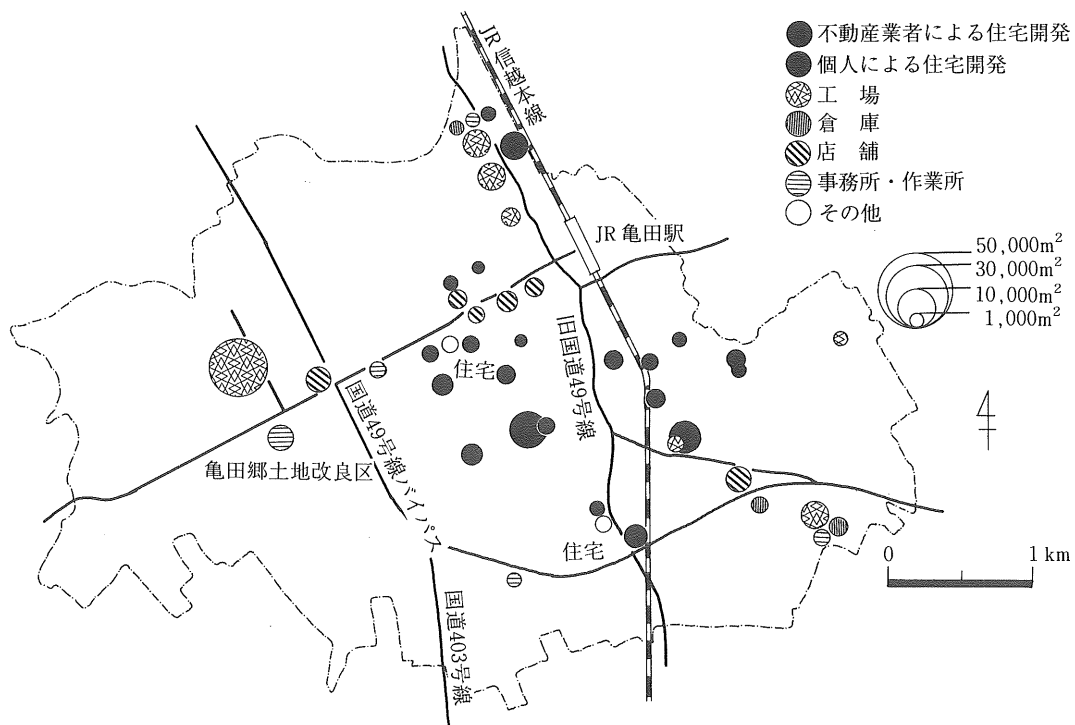 不動産業者による住宅開発
個人による住宅開発
工 場
倉 庫
店 舗
事務所・作業所
その他
50,000m²
30,000m²
10,000m²
1,000m²
JR信越本線
JR亀田駅
旧国道49号線
住宅
国道49号線バイパス
亀田郷土地改良区
住宅
国道403号線
0 1km